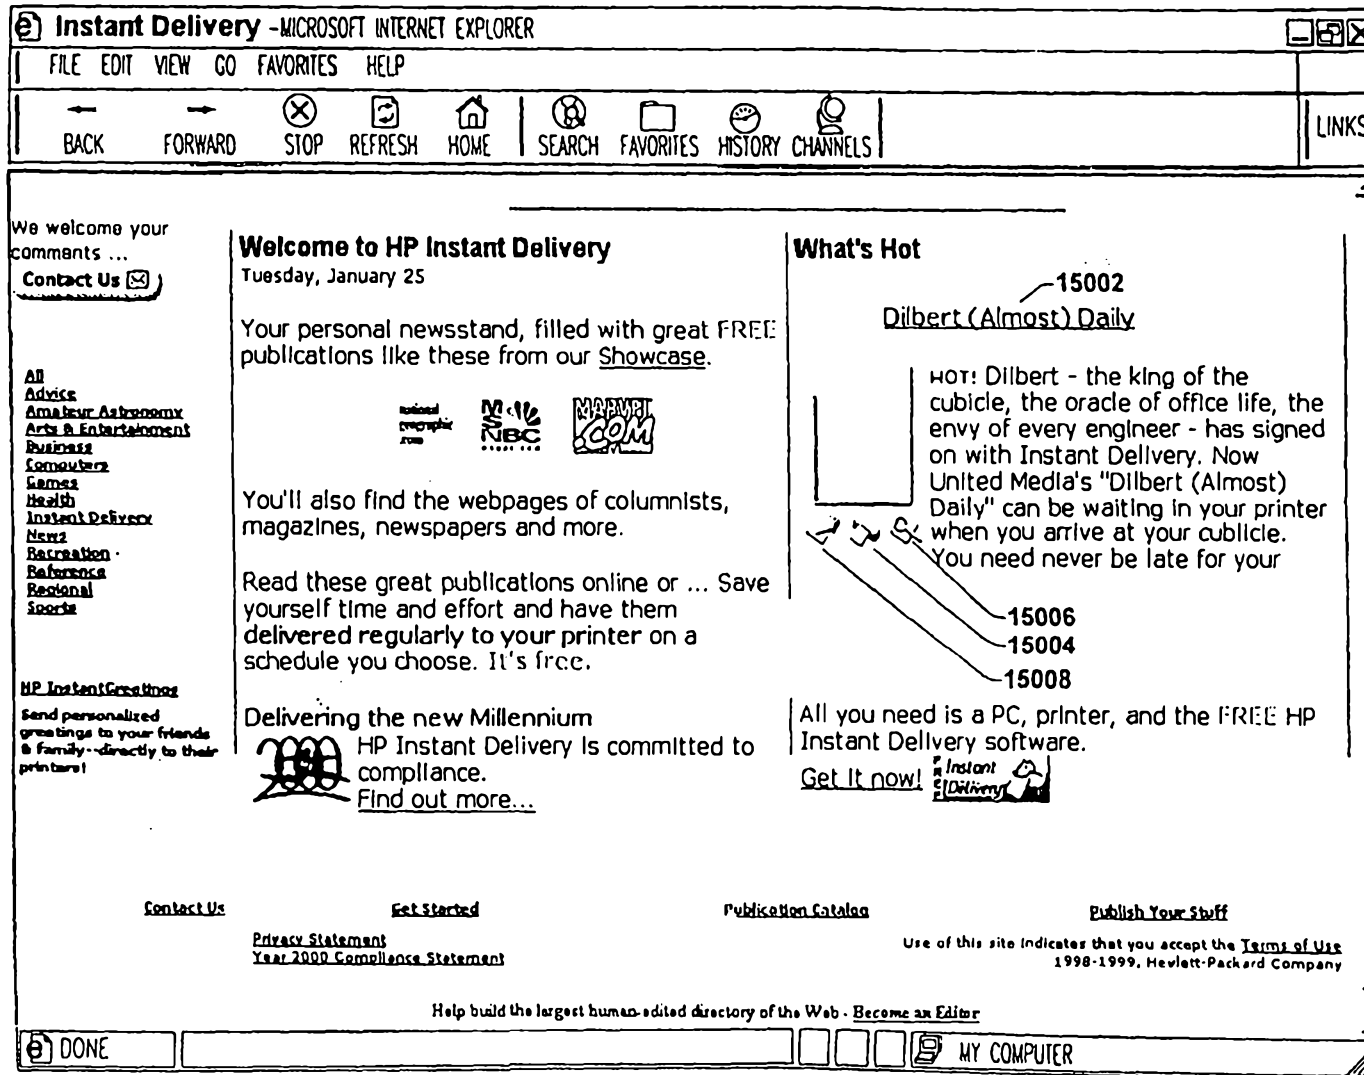 Instant Delivery -MICROSOFT INTERNET EXPLORER
FILE EDIT VIEW GO FAVORITES HELP
BACK FORWARD STOP REFRESH HOME SEARCH FAVORITES HISTORY CHANNELS LINKS
We welcome your
comments ...
Contact Us
All
Advice
Amateur Astronomy
Arts & Entertainment
Business
Computers
Games
Health
Instant Delivery
News
Recreation
Reference
Regional
Sports
HP InstantGreetings
Send personalized
greetings to your friends
& family--directly to their
printers!
Welcome to HP Instant Delivery
Tuesday, January 25
Your personal newsstand, filled with great FREE
publications like these from our Showcase.
national
geographic
.com
MSNBC
MAPVPT
.COM
You'll also find the webpages of columnists,
magazines, newspapers and more.
Read these great publications online or ... Save
yourself time and effort and have them
delivered regularly to your printer on a
schedule you choose. It's free.
Delivering the new Millennium
HP Instant Delivery is committed to
compliance.
Find out more...
What's Hot
15002
Dilbert (Almost) Daily
HOT! Dilbert - the king of the
cubicle, the oracle of office life, the
envy of every engineer - has signed
on with Instant Delivery. Now
United Media's "Dilbert (Almost)
Daily" can be waiting in your printer
when you arrive at your cublicle.
You need never be late for your
15006
15004
15008
All you need is a PC, printer, and the FREE HP
Instant Delivery software.
Get it now!
Instant
Delivery
Contact Us Get Started Publication Catalog Publish Your Stuff
Privacy Statement
Year 2000 Compliance Statement
Use of this site indicates that you accept the Terms of Use
1998-1999, Hewlett-Packard Company
Help build the largest human-edited directory of the Web - Become an Editor
DONE MY COMPUTER